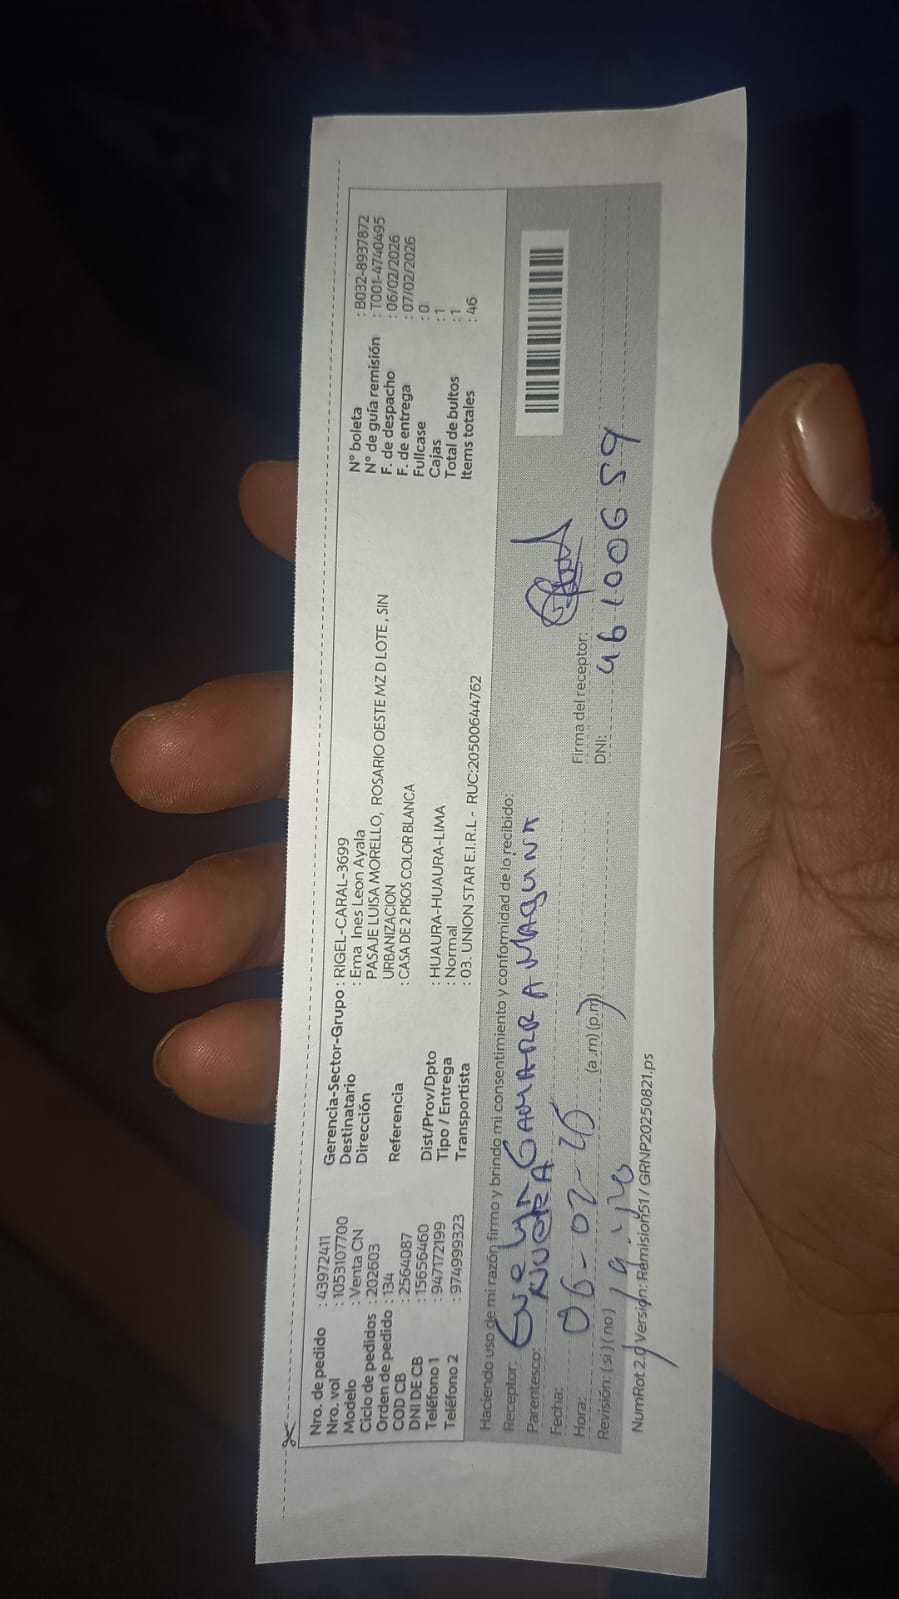 Nro. de pedido : 43972411
Nro. vol : 1053107700
Modelo : Venta CN
Ciclo de pedidos : 202603
Orden de pedido : 134
COD CB : 2564087
DNI DE CB : 15656460
Teléfono 1 : 947172199
Teléfono 2 : 974999323
Gerencia-Sector-Grupo : RIGEL-CARAL-3699
Destinatario : Ema Ines Leon Ayala
Dirección PASAJE LUISA MORELLO, ROSARIO OESTE MZ D LOTE , SIN
URBANIZACION
Referencia : CASA DE 2 PISOS COLOR BLANCA
Dist/Prov/Dpto : HUAURA-HUAURA-LIMA
Tipo / Entrega : Normal
Transportista : 03. UNION STAR E.I.R.L - RUC:20500644762
N° boleta : B032-8937872
N° de guía remisión : T001-4740495
F. de despacho : 06/02/2026
F. de entrega : 07/02/2026
Fullcase : 0
Cajas : 1
Total de bultos : 1
Items totales : 46
Haciendo uso de mi razón firmo y brindo mi consentimiento y conformidad de lo recibido:
Receptor: Evelyn GAMARRA MAguiñA
Parentesco: NUERA
Fecha: 06-02-
Hora: (a.m) (p.m)
Revisión: ( si ) ( no )
Firma del receptor:
DNI: 46100659
NumRot 2.0 Versión: Remision51 / GRNP20250821.ps